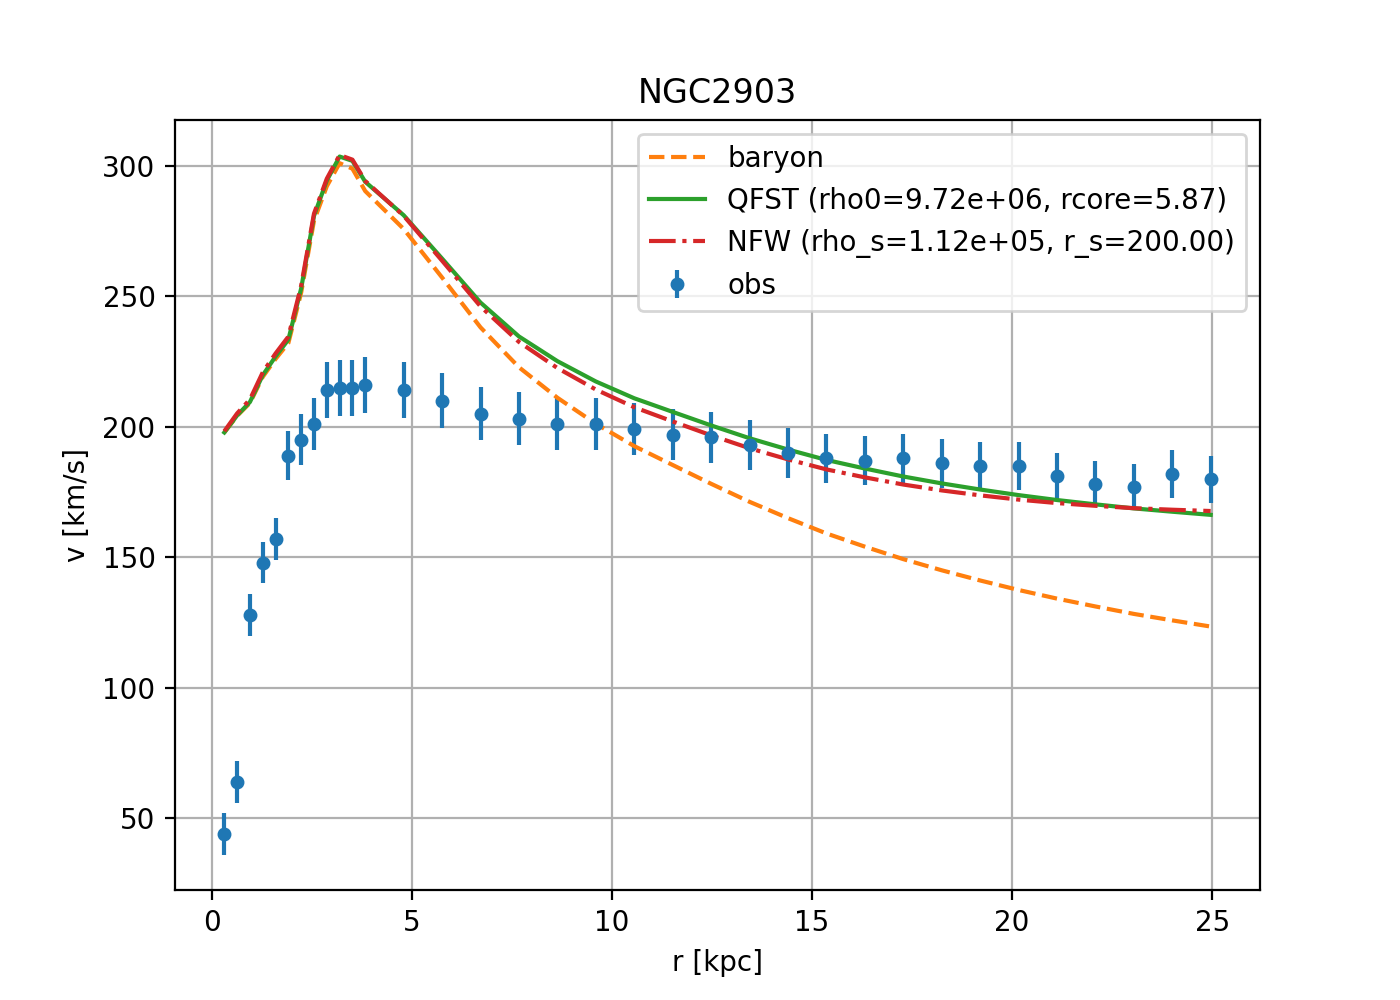 NGC2903
baryon
QFST (rho0=9.72e+06, rcore=5.87)
NFW (rho_s=1.12e+05, r_s=200.00)
obs
300
250
200
150
100
50
v [km/s]
0 5 10 15 20 25
r [kpc]